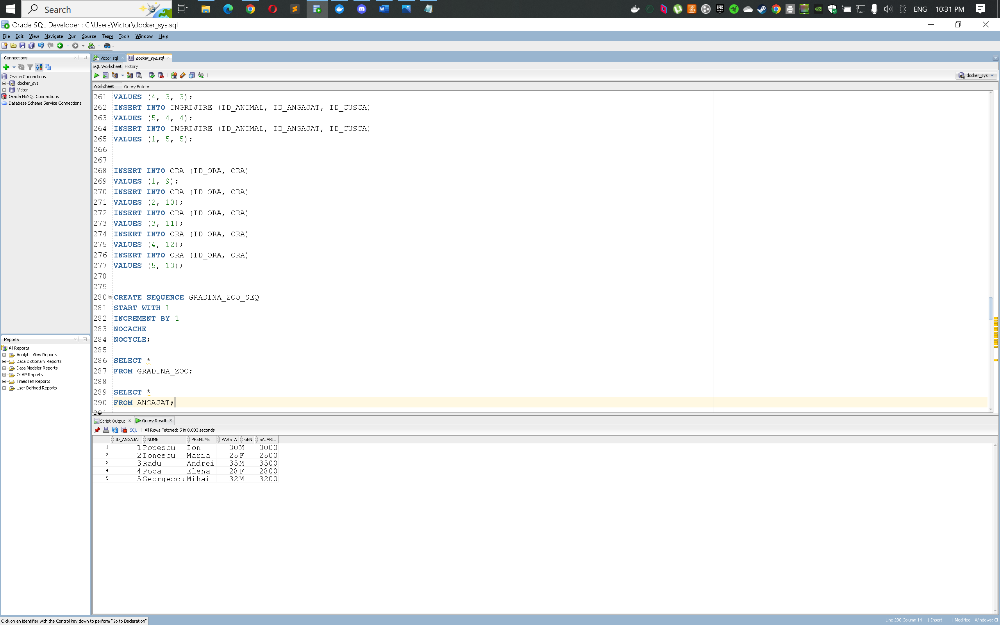 Search
ENG
10:31 PM
Oracle SQL Developer : C:\Users\Victor\docker_sys.sql
File Edit View Navigate Run Source Team Tools Window Help
Connections
Oracle Connections
docker_sys
Victor
Oracle NoSQL Connections
Database Schema Service Connections
Reports
All Reports
Analytic View Reports
Data Dictionary Reports
Data Modeler Reports
OLAP Reports
TimesTen Reports
User Defined Reports
Victor.sql docker_sys.sql
SQL Worksheet History
docker_sys
Worksheet Query Builder
261 VALUES (4, 3, 3);
262 INSERT INTO INGRIJIRE (ID_ANIMAL, ID_ANGAJAT, ID_CUSCA)
263 VALUES (5, 4, 4);
264 INSERT INTO INGRIJIRE (ID_ANIMAL, ID_ANGAJAT, ID_CUSCA)
265 VALUES (1, 5, 5);
266
267
268 INSERT INTO ORA (ID_ORA, ORA)
269 VALUES (1, 9);
270 INSERT INTO ORA (ID_ORA, ORA)
271 VALUES (2, 10);
272 INSERT INTO ORA (ID_ORA, ORA)
273 VALUES (3, 11);
274 INSERT INTO ORA (ID_ORA, ORA)
275 VALUES (4, 12);
276 INSERT INTO ORA (ID_ORA, ORA)
277 VALUES (5, 13);
278
279
280 CREATE SEQUENCE GRADINA_ZOO_SEQ
281 START WITH 1
282 INCREMENT BY 1
283 NOCACHE
284 NOCYCLE;
285
286 SELECT *
287 FROM GRADINA_ZOO;
288
289 SELECT *
290 FROM ANGAJAT;
291
Script Output Query Result
SQL All Rows Fetched: 5 in 0.003 seconds
ID_ANGAJAT NUME PRENUME VARSTA GEN SALARIU
1 1 Popescu Ion 30 M 3000
2 2 Ionescu Maria 25 F 2500
3 3 Radu Andrei 35 M 3500
4 4 Popa Elena 28 F 2800
5 5 Georgescu Mihai 32 M 3200
Click on an identifier with the Control key down to perform "Go to Declaration"
Line 290 Column 14 | Insert | Modified | Windows: